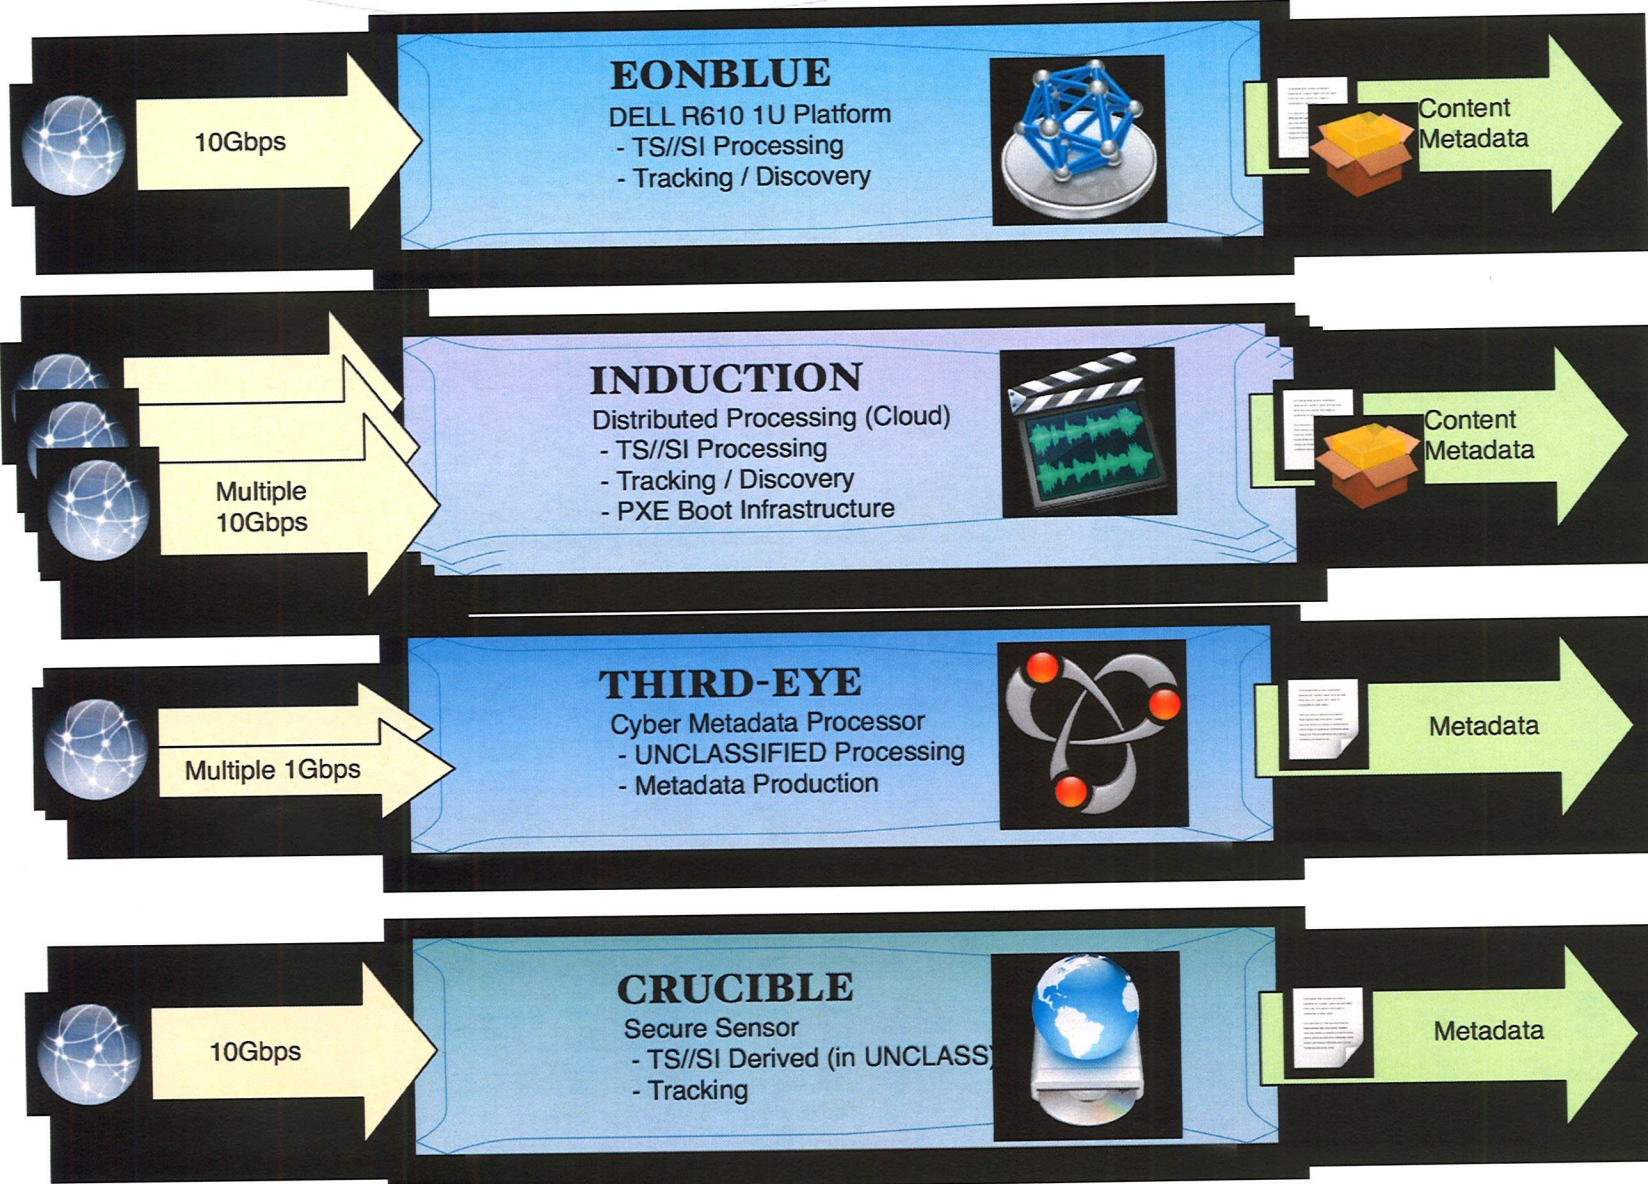 10Gbps
EONBLUE
DELL R610 1U Platform
- TS//SI Processing
- Tracking / Discovery
Content
Metadata
Multiple
10Gbps
INDUCTION
Distributed Processing (Cloud)
- TS//SI Processing
- Tracking / Discovery
- PXE Boot Infrastructure
Content
Metadata
Multiple 1Gbps
THIRD-EYE
Cyber Metadata Processor
- UNCLASSIFIED Processing
- Metadata Production
Metadata
10Gbps
CRUCIBLE
Secure Sensor
- TS//SI Derived (in UNCLASS)
- Tracking
Metadata